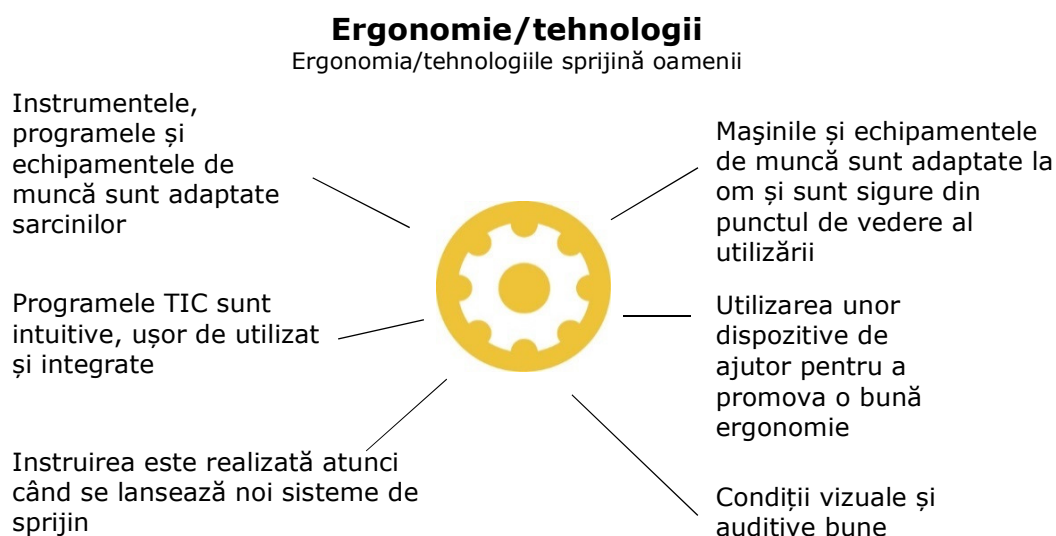 Ergonomie/tehnologii
Ergonomia/tehnologiile sprijină oamenii
Instrumentele,
programele și
echipamentele de
muncă sunt adaptate
sarcinilor
Programele TIC sunt
intuitive, ușor de utilizat
și integrate
Instruirea este realizată atunci
când se lansează noi sisteme de
sprijin
Maşinile și echipamentele
de muncă sunt adaptate la
om și sunt sigure din
punctul de vedere al
utilizării
Utilizarea unor
dispozitive de
ajutor pentru a
promova o bună
ergonomie
Condiții vizuale și
auditive bune